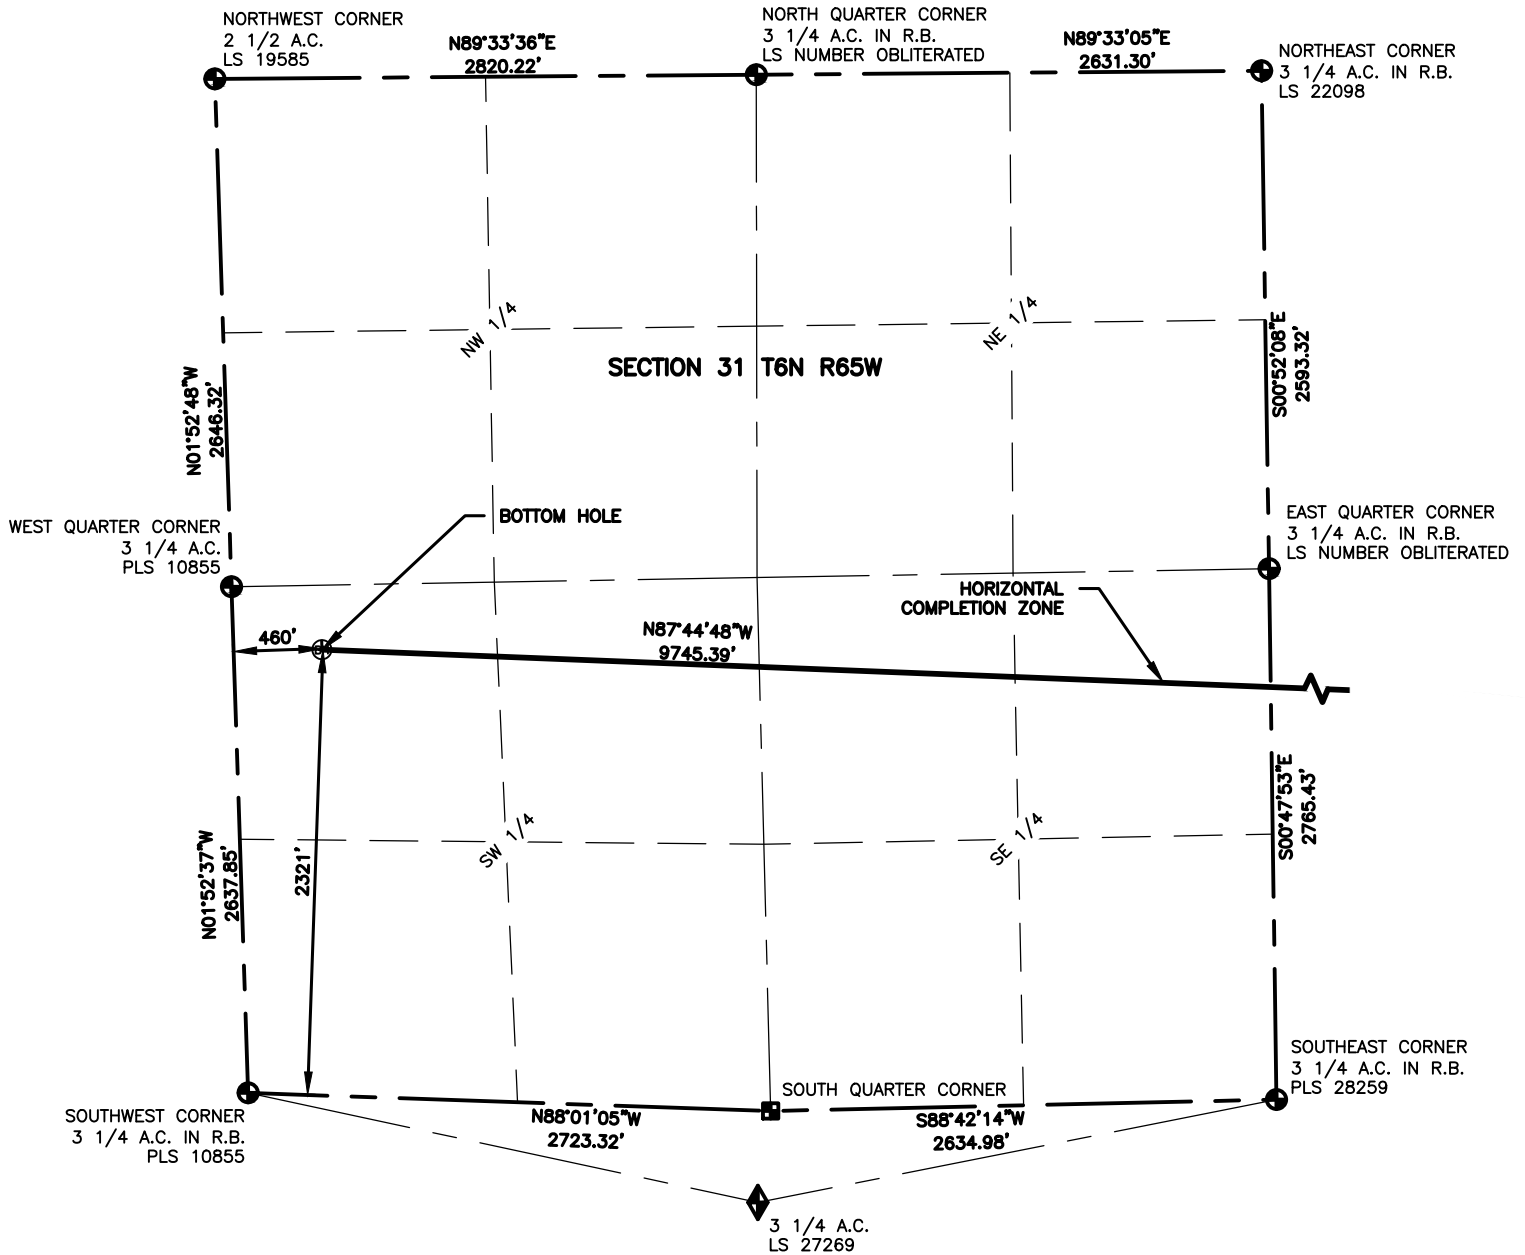 NORTHWEST CORNER
2 1/2 A.C.
LS 19585
N89°33'36"E
2820.22'
NORTH QUARTER CORNER
3 1/4 A.C. IN R.B.
LS NUMBER OBLITERATED
N89°33'05"E
2631.30'
NORTHEAST CORNER
3 1/4 A.C. IN R.B.
LS 22098
NW 1/4
NE 1/4
SECTION 31 T6N R65W
N01°52'48"W
2646.32'
S00°52'08"E
2593.32'
WEST QUARTER CORNER
3 1/4 A.C.
PLS 10855
BOTTOM HOLE
EAST QUARTER CORNER
3 1/4 A.C. IN R.B.
LS NUMBER OBLITERATED
HORIZONTAL
COMPLETION ZONE
460'
N87°44'48"W
9745.39'
S00°47'53"E
2765.43'
SW 1/4
SE 1/4
N01°52'37"W
2637.85'
2321'
SOUTHWEST CORNER
3 1/4 A.C. IN R.B.
PLS 10855
N88°01'05"W
2723.32'
SOUTH QUARTER CORNER
S88°42'14"W
2634.98'
SOUTHEAST CORNER
3 1/4 A.C. IN R.B.
PLS 28259
3 1/4 A.C.
LS 27269